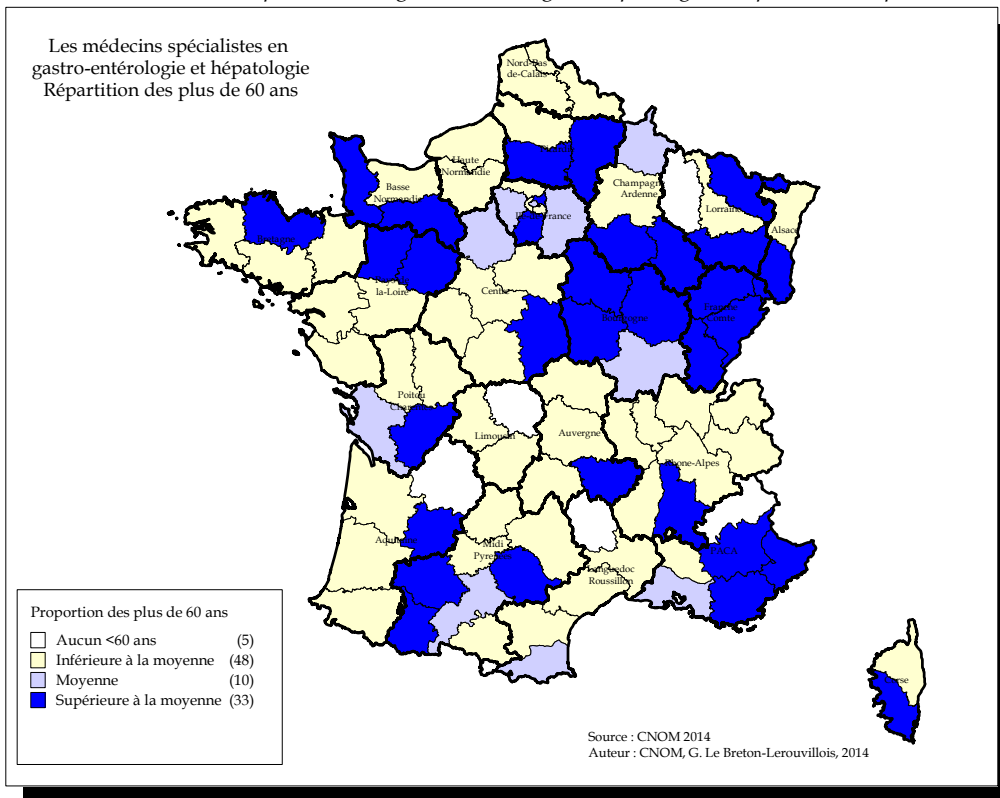 Les médecins spécialistes en
gastro-entérologie et hépatologie
Répartition des plus de 60 ans
Nord-Pas
de-Calais
Haute
Normandie
Basse
Normandie
Champagne
Ardenne
Lorraine
Alsace
Ile-de-France
Bretagne
Pays de
la-Loire
Centre
Bourgogne
Franche
Comte
Poitou
Charentes
Limousin
Auvergne
Rhone-Alpes
Aquitaine
Midi
Pyrenees
Languedoc
Roussillon
PACA
Corse
Proportion des plus de 60 ans
Aucun <60 ans (5)
Inférieure à la moyenne (48)
Moyenne (10)
Supérieure à la moyenne (33)
Source : CNOM 2014
Auteur : CNOM, G. Le Breton-Lerouvillois, 2014